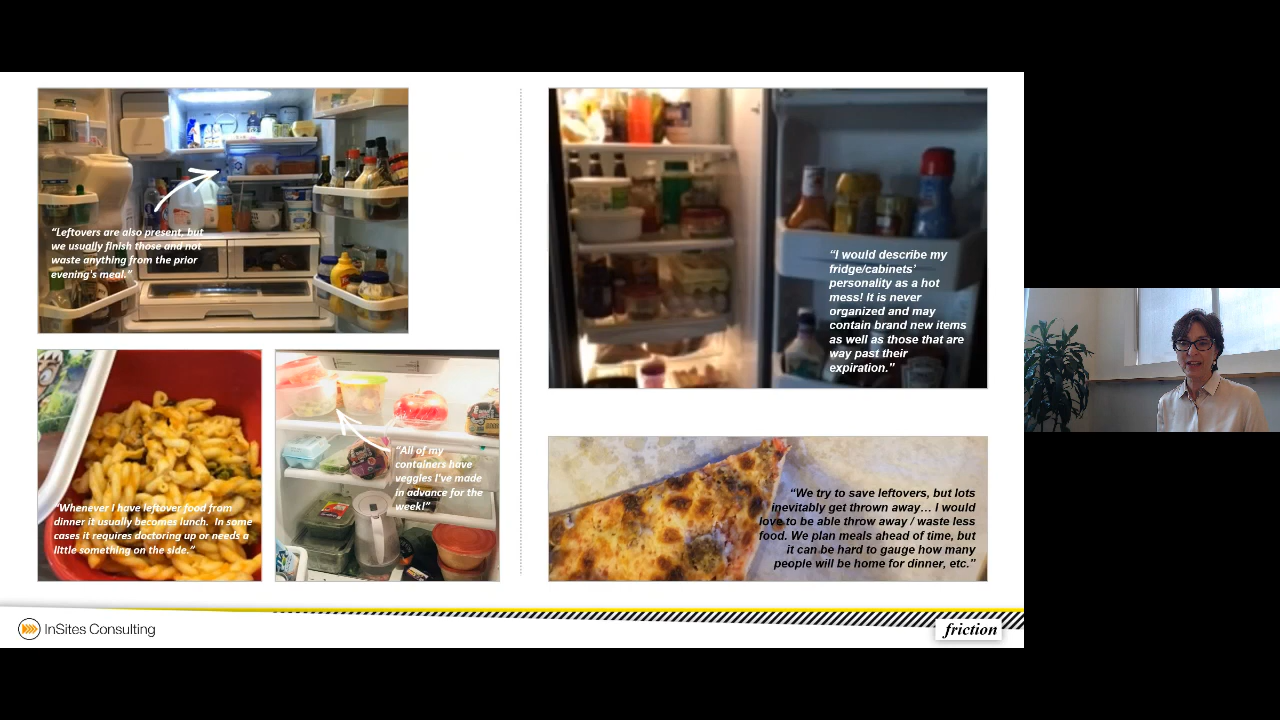 “Leftovers are also present, but
we usually finish those and not
waste anything from the prior
evening's meal.”
“Whenever I have leftover food from
dinner it usually becomes lunch.  In some
cases it requires doctoring up or needs a
little something on the side.”
“All of my
containers have
veggies I've made
in advance for the
week!”
“I would describe my
fridge/cabinets’
personality as a hot
mess! It is never
organized and may
contain brand new items
as well as those that are
way past their
expiration.”
“We try to save leftovers, but lots
inevitably get thrown away… I would
love to be able throw away / waste less
food. We plan meals ahead of time, but
it can be hard to gauge how many
people will be home for dinner, etc.”
InSites Consulting
friction